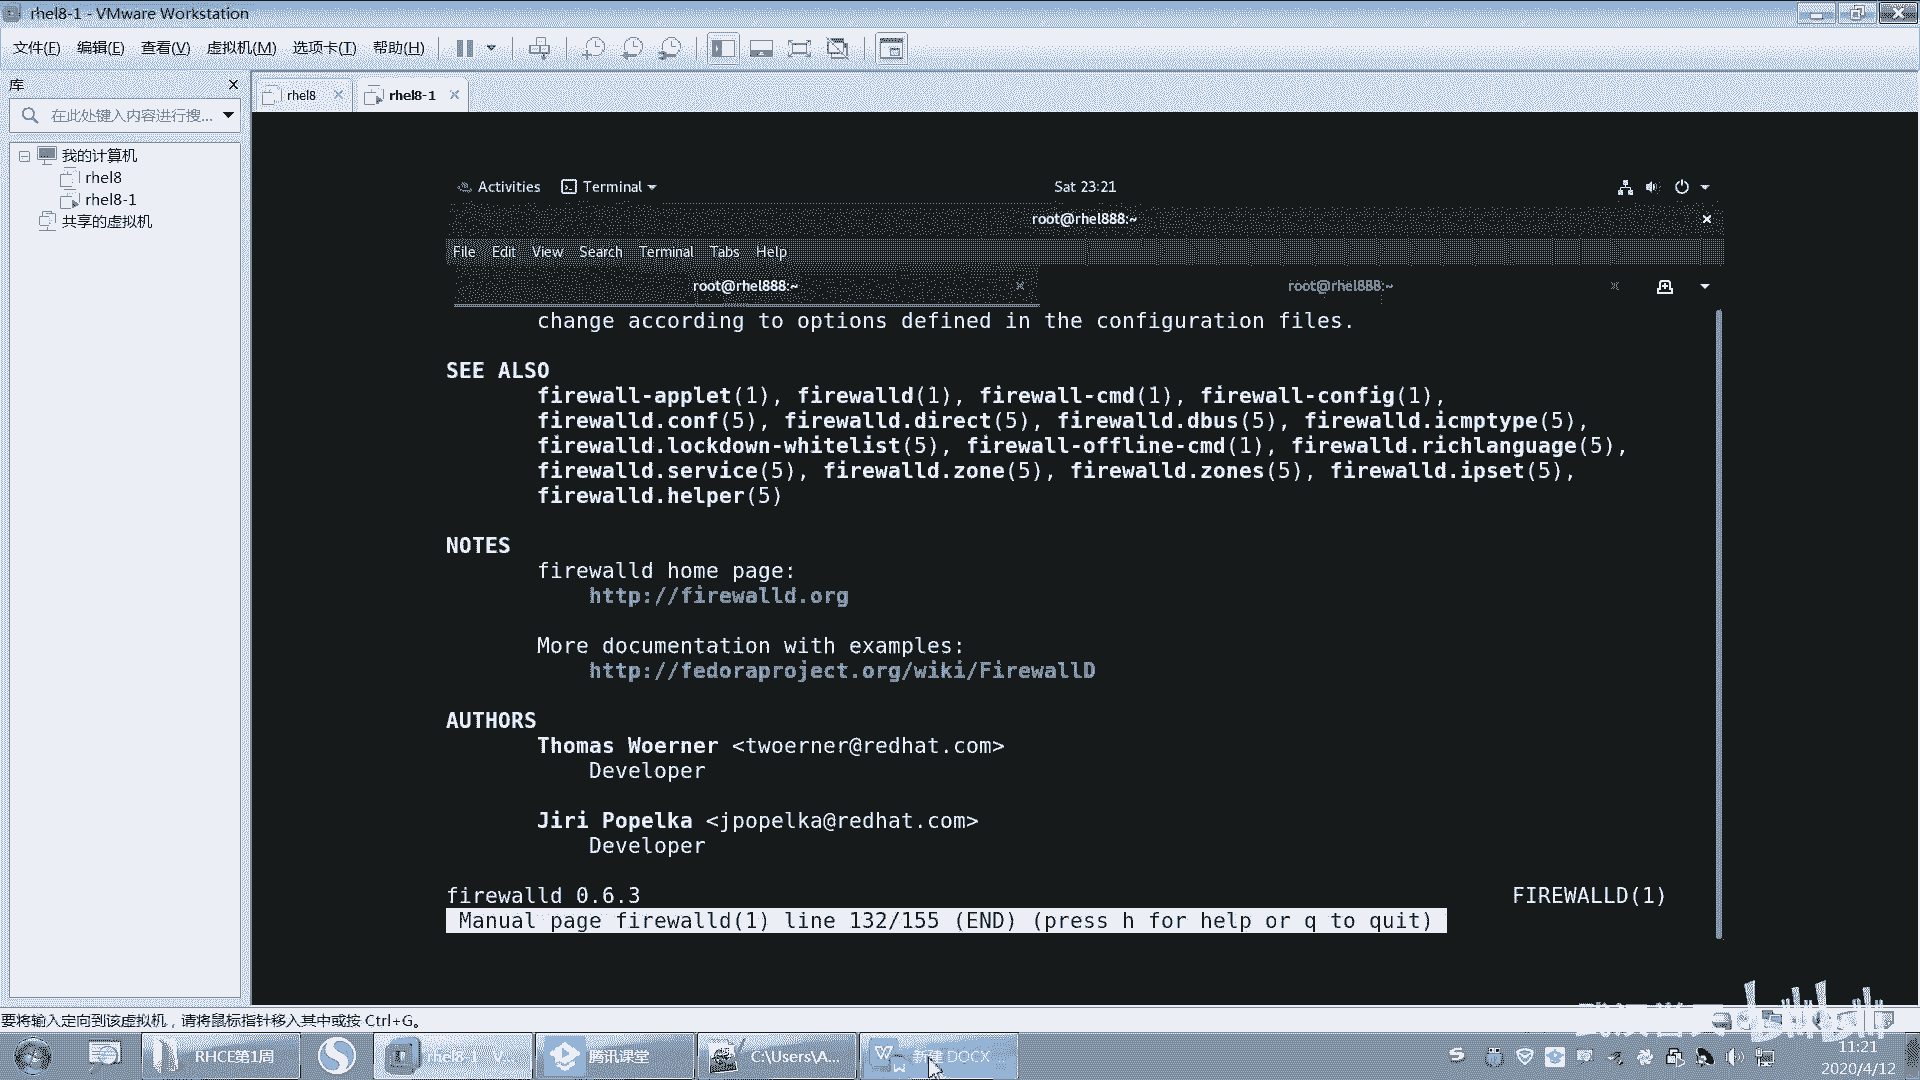 rhel8-1 - VMware Workstation
文件(F) 编辑(E) 查看(V) 虚拟机(M) 选项卡(T) 帮助(H)
库
在此处键入内容进行搜...
我的计算机
rhel8
rhel8-1
共享的虚拟机
rhel8 rhel8-1
Activities Terminal Sat 23:21
root@rhel888:~
File Edit View Search Terminal Tabs Help
root@rhel888:~ root@rhel888:~
change according to options defined in the configuration files.
SEE ALSO
firewall-applet(1), firewalld(1), firewall-cmd(1), firewall-config(1),
firewalld.conf(5), firewalld.direct(5), firewalld.dbus(5), firewalld.icmptype(5),
firewalld.lockdown-whitelist(5), firewall-offline-cmd(1), firewalld.richlanguage(5),
firewalld.service(5), firewalld.zone(5), firewalld.zones(5), firewalld.ipset(5),
firewalld.helper(5)
NOTES
firewalld home page:
http://firewalld.org
More documentation with examples:
http://fedoraproject.org/wiki/FirewallD
AUTHORS
Thomas Woerner <twoerner@redhat.com>
Developer
Jiri Popelka <jpopelka@redhat.com>
Developer
firewalld 0.6.3 FIREWALLD(1)
Manual page firewalld(1) line 132/155 (END) (press h for help or q to quit)
要将输入定向到该虚拟机，请将鼠标指针移入其中或按 Ctrl+G。
bilibili
RHCE第1周 rhel8-1 - V... 腾讯课堂 C:\Users\A... 新建 DOCX ...
11:21
2020/4/12